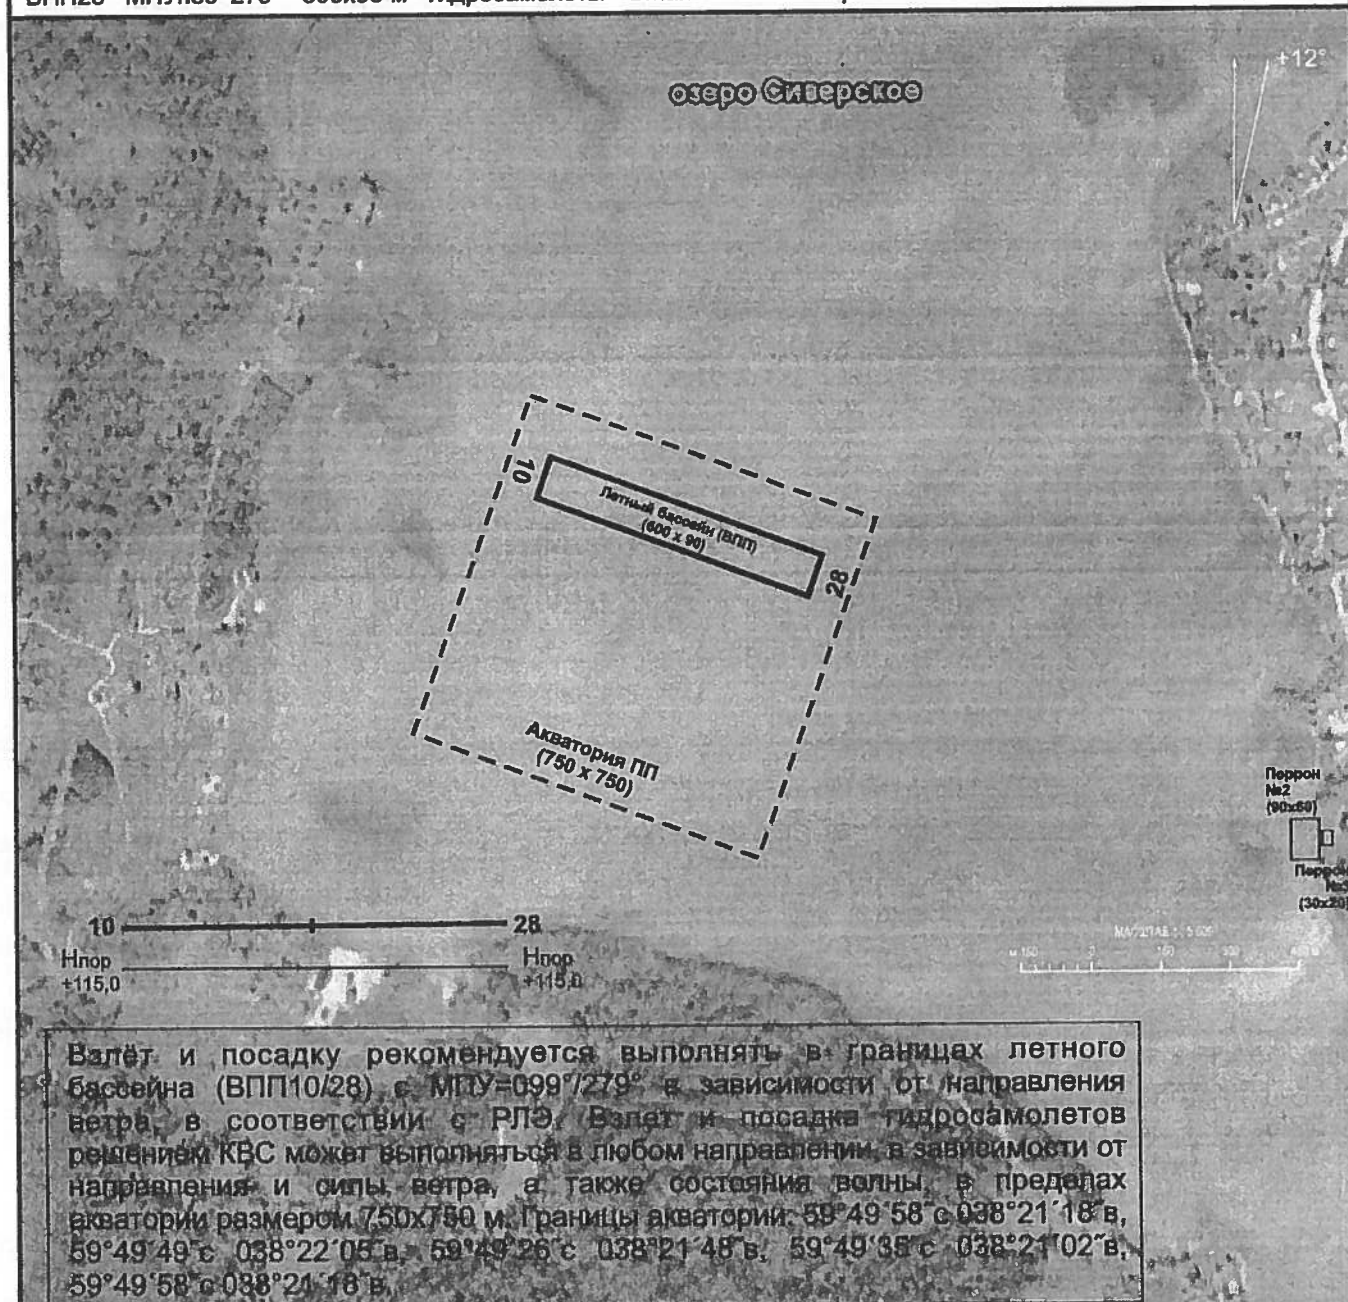 озеро Сиверское
+12°
10
Летный бассейн (ВПП)
(600 x 90)
28
Акватория ПП
(750 x 750)
Перрон
№2
(90x60)
Перрон
№3
(30x20)
10
28
Нпор
+115,0
Нпор
+115,0
Взлёт и посадку рекомендуется выполнять в границах летного
бассейна (ВПП10/28) с МПУ=099°/279° в зависимости от направления
ветра, в соответствии с РЛЭ. Взлет и посадка гидросамолетов
решением КВС может выполняться в любом направлении, в зависимости от
направления и силы ветра, а также состояния волны, в пределах
акватории размером 750х750 м. Границы акватории: 59°49´58˝с 038°21´18˝в,
59°49´49˝с 038°22´05˝в, 59°49´26˝с 038°21´48˝в, 59°49´35˝с 038°21´02˝в,
59°49´58˝с 038°21´18˝в.